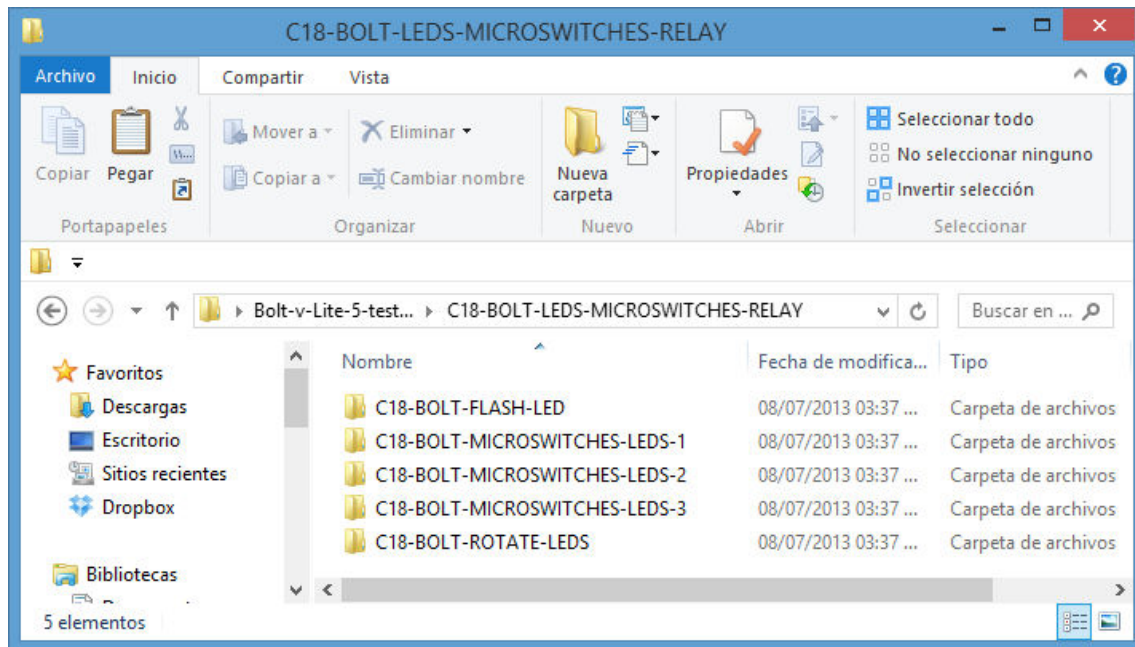 C18-BOLT-LEDS-MICROSWITCHES-RELAY
Archivo Inicio Compartir Vista
Copiar Pegar
Mover a
Copiar a
Eliminar
Cambiar nombre
Nueva
carpeta
Propiedades
Seleccionar todo
No seleccionar ninguno
Invertir selección
Portapapeles Organizar Nuevo Abrir Seleccionar
Bolt-v-Lite-5-test... C18-BOLT-LEDS-MICROSWITCHES-RELAY Buscar en ...
Favoritos
Descargas
Escritorio
Sitios recientes
Dropbox
Bibliotecas
Nombre Fecha de modifica... Tipo
C18-BOLT-FLASH-LED 08/07/2013 03:37 ... Carpeta de archivos
C18-BOLT-MICROSWITCHES-LEDS-1 08/07/2013 03:37 ... Carpeta de archivos
C18-BOLT-MICROSWITCHES-LEDS-2 08/07/2013 03:37 ... Carpeta de archivos
C18-BOLT-MICROSWITCHES-LEDS-3 08/07/2013 03:37 ... Carpeta de archivos
C18-BOLT-ROTATE-LEDS 08/07/2013 03:37 ... Carpeta de archivos
5 elementos